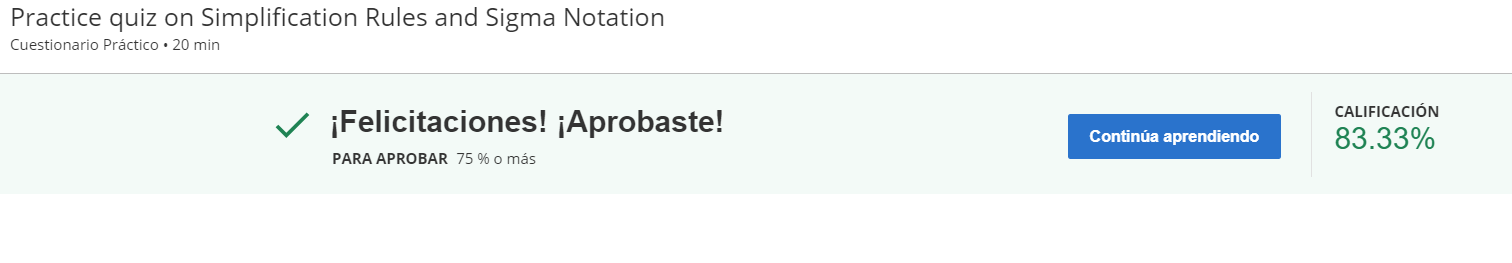 Practice quiz on Simplification Rules and Sigma Notation
Cuestionario Práctico • 20 min
¡Felicitaciones! ¡Aprobaste!
PARA APROBAR 75 % o más
Continúa aprendiendo
CALIFICACIÓN
83.33%